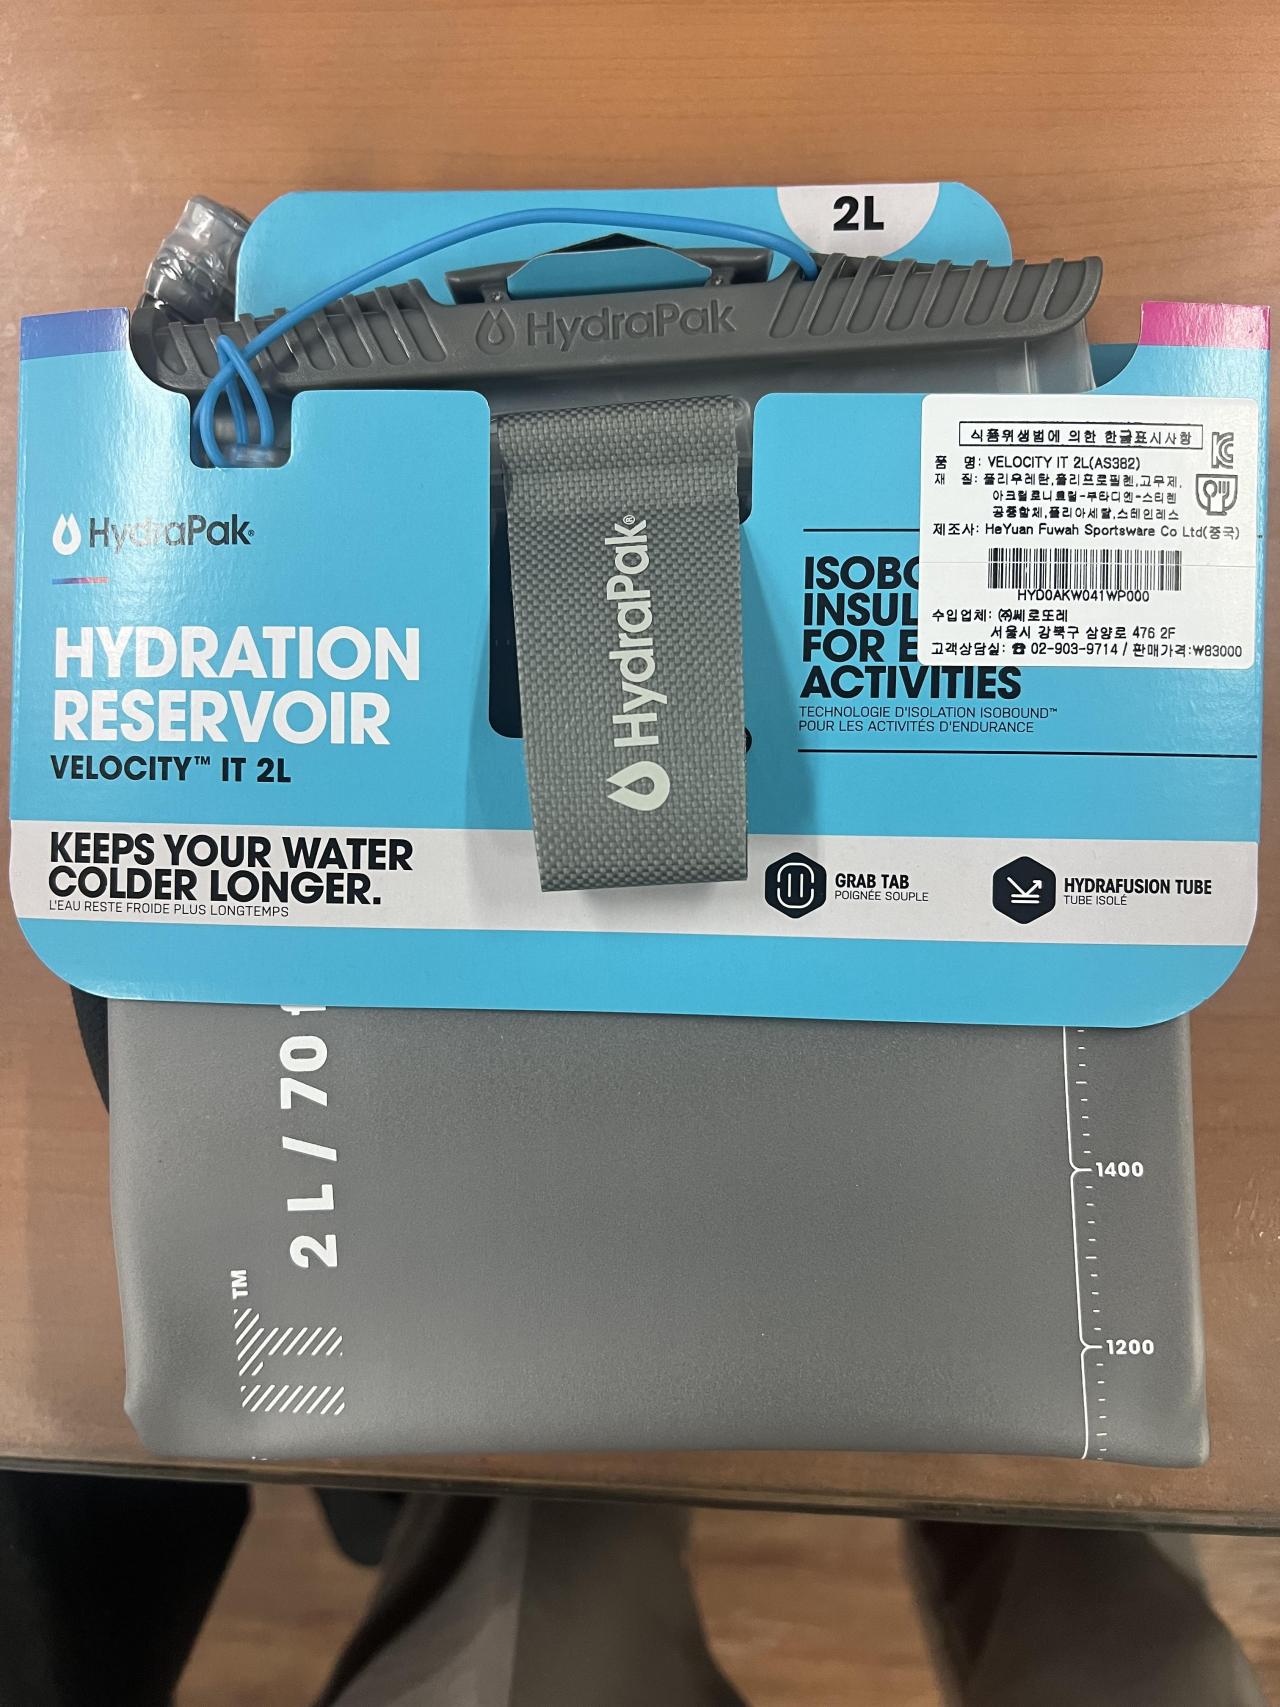 2L
HydraPak
HydraPak®
HYDRATION
RESERVOIR
VELOCITY™ IT 2L
KEEPS YOUR WATER
COLDER LONGER.
L'EAU RESTE FROIDE PLUS LONGTEMPS
HydraPak®
FOR
ACTIVITIES
TECHNOLOGIE D'ISOLATION ISOBOUND™
POUR LES ACTIVITÉS D'ENDURANCE
식품위생법에 의한 한글표시사항
품 명: VELOCITY IT 2L(AS382)
재 질: 폴리우레탄,폴리프로필렌,고무제,
아크릴로니트릴-부타디엔-스티렌
공중합체,폴리아세탈,스테인레스
제조사: HeYuan Fuwah Sportsware Co Ltd(중국)
HYD0AKW041WP000
수입업체: ㈜쎄로또레
서울시 강북구 삼양로 476 2F
고객상담실: ☎ 02-903-9714 / 판매가격:₩83000
GRAB TAB
POIGNÉE SOUPLE
HYDRAFUSION TUBE
TUBE ISOLÉ
2 L / 70
IT™
1400
1200